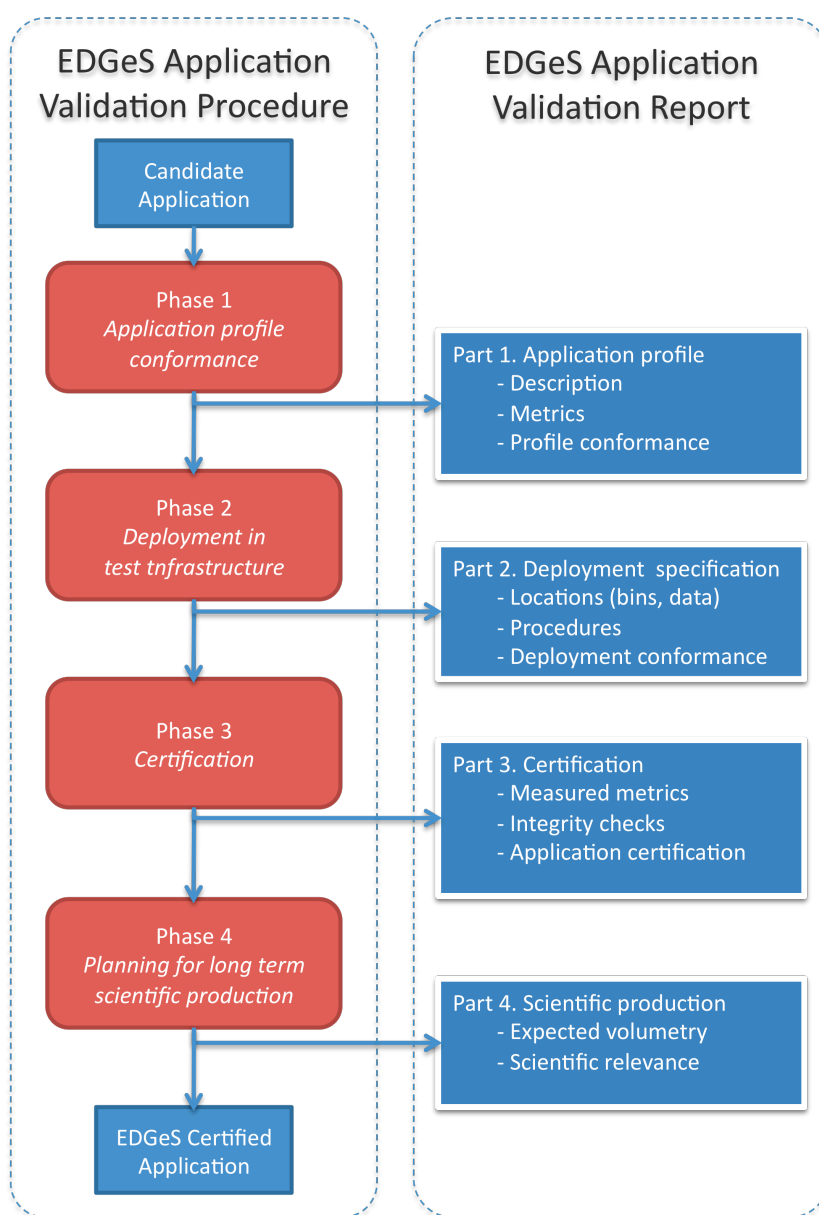 EDGeS Application
Validation Procedure
Candidate
Application
Phase 1
Application profile
conformance
Phase 2
Deployment in
test tnfrastructure
Phase 3
Certification
Phase 4
Planning for long term
scientific production
EDGeS Certified
Application
EDGeS Application
Validation Report
Part 1. Application profile
- Description
- Metrics
- Profile conformance
Part 2. Deployment specification
- Locations (bins, data)
- Procedures
- Deployment conformance
Part 3. Certification
- Measured metrics
- Integrity checks
- Application certification
Part 4. Scientific production
- Expected volumetry
- Scientific relevance